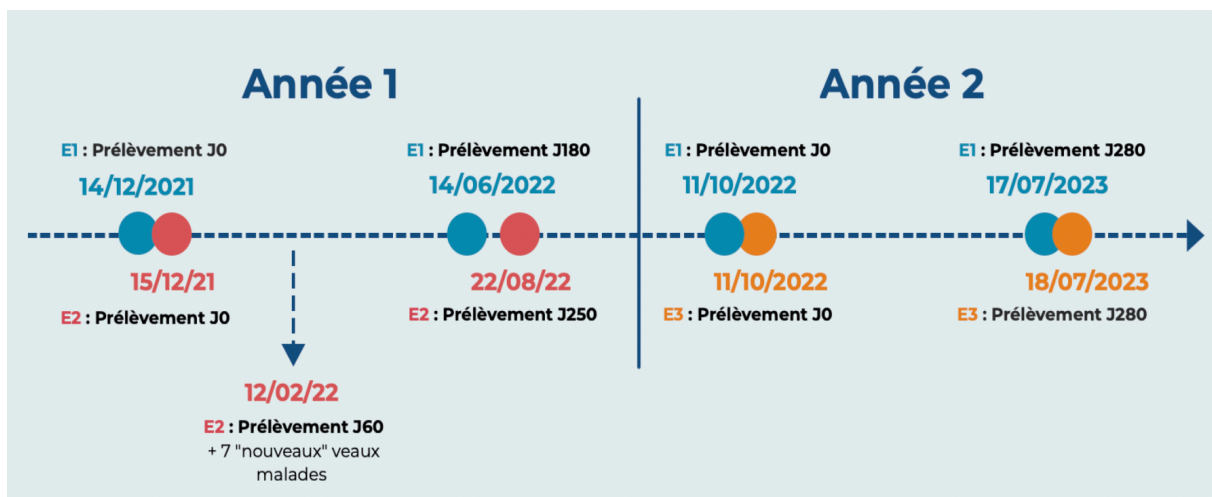 Année 1
Année 2
E1 : Prélèvement J0
E1 : Prélèvement J180
E1 : Prélèvement J0
E1 : Prélèvement J280
14/12/2021
14/06/2022
11/10/2022
17/07/2023
15/12/21
22/08/22
11/10/2022
18/07/2023
E2 : Prélèvement J0
E2 : Prélèvement J250
E3 : Prélèvement J0
E3 : Prélèvement J280
12/02/22
E2 : Prélèvement J60
+ 7 "nouveaux" veaux
malades